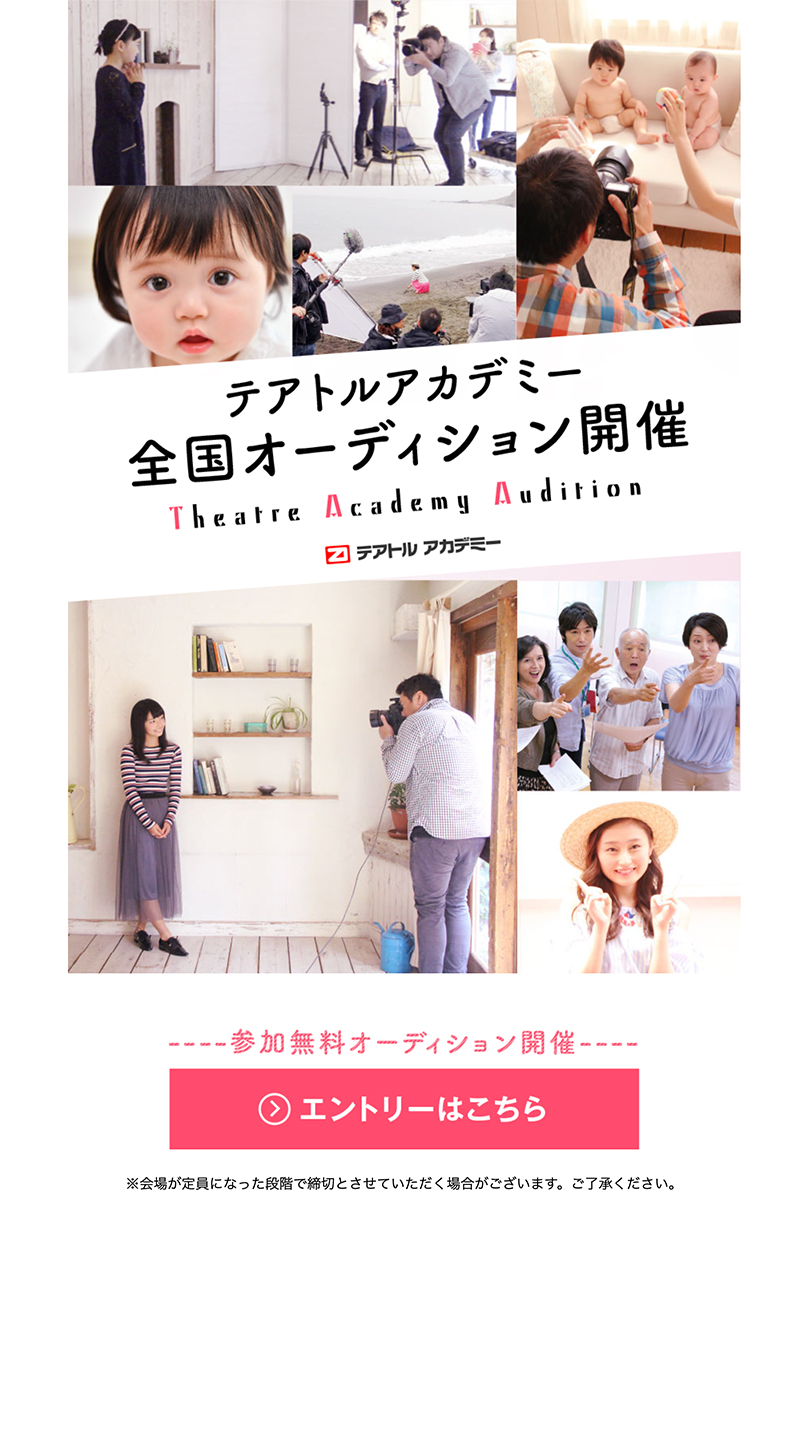 テアトルアカデミー
全国オーディション開催
Theatre Academy Audition
テアトル アカデミー
----参加無料オーディション開催----
エントリーはこちら
※会場が定員になった段階で締切とさせていただく場合がございます。ご了承ください。